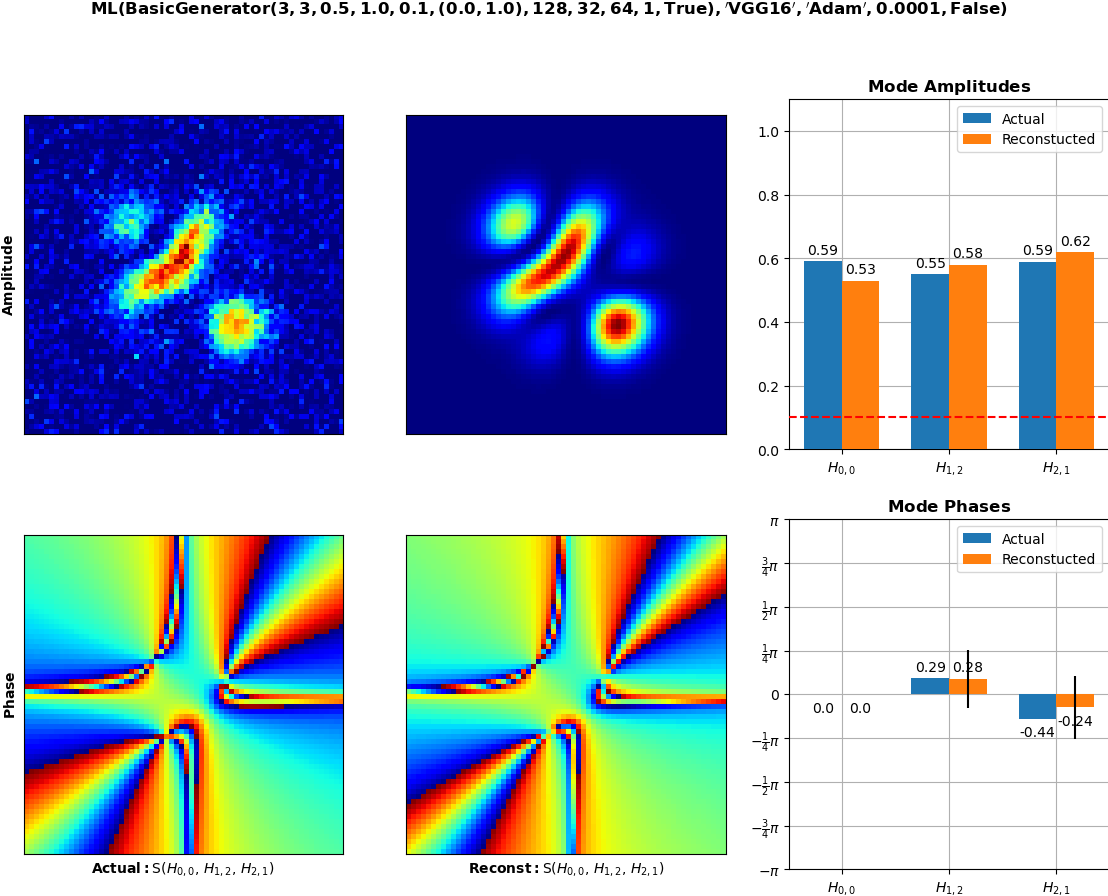 ML(BasicGenerator(3, 3, 0.5, 1.0, 0.1, (0.0, 1.0), 128, 32, 64, 1, True), ′VGG16′, ′Adam′, 0.0001, False)
Amplitude
Mode Amplitudes
Actual
Reconstucted
1.0
0.8
0.6
0.4
0.2
0.0
0.59
0.53
0.55
0.58
0.59
0.62
H₀,₀
H₁,₂
H₂,₁
Phase
Actual: S(H₀,₀, H₁,₂, H₂,₁)
Reconst: S(H₀,₀, H₁,₂, H₂,₁)
Mode Phases
Actual
Reconstucted
π
3/4π
1/2π
1/4π
0
−1/4π
−1/2π
−3/4π
−π
0.0
0.0
0.29
0.28
-0.44
-0.24
H₀,₀
H₁,₂
H₂,₁